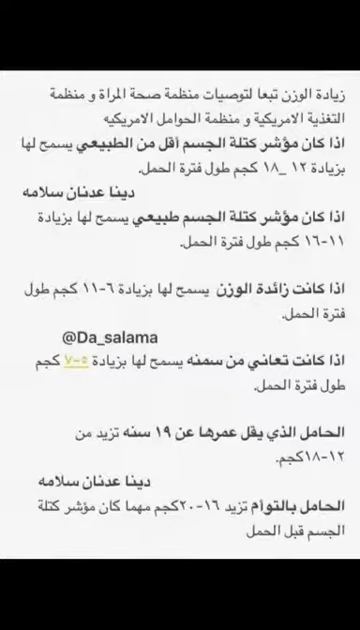 زيادة الوزن تبعا لتوصيات منظمة صحة المراة و منظمة
التغذية الامريكية و منظمة الحوامل الامريكيه
اذا كان مؤشر كتلة الجسم أقل من الطبيعي يسمح لها
بزيادة ١٢ _١٨ كجم طول فترة الحمل.
دينا عدنان سلامه
اذا كان مؤشر كتلة الجسم طبيعي يسمح لها بزيادة
١١-١٦ كجم طول فترة الحمل.
اذا كانت زائدة الوزن يسمح لها بزيادة ٦-١١ كجم طول
فترة الحمل.
@Da_salama
اذا كانت تعاني من سمنه يسمح لها بزيادة ٥-٧ كجم
طول فترة الحمل.
الحامل الذي يقل عمرها عن ١٩ سنه تزيد من
١٢-١٨كجم.
دينا عدنان سلامه
الحامل بالتوأم تزيد ١٦-٢٠كجم مهما كان مؤشر كتلة
الجسم قبل الحمل